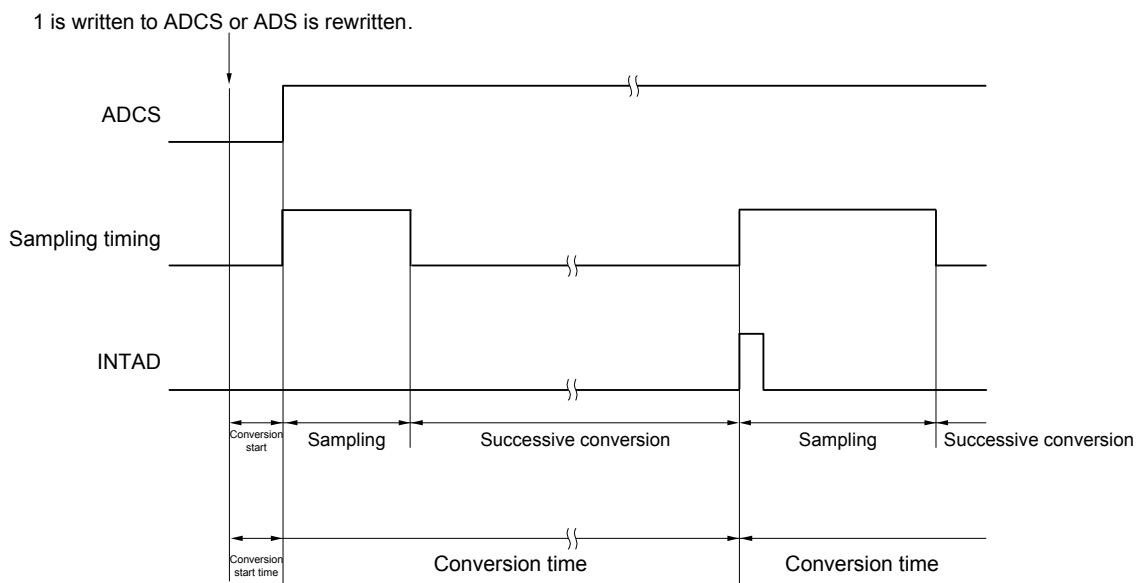 1 is written to ADCS or ADS is rewritten.
ADCS
Sampling timing
INTAD
Conversion
start
Sampling
Successive conversion
Sampling
Successive conversion
Conversion
start time
Conversion time
Conversion time